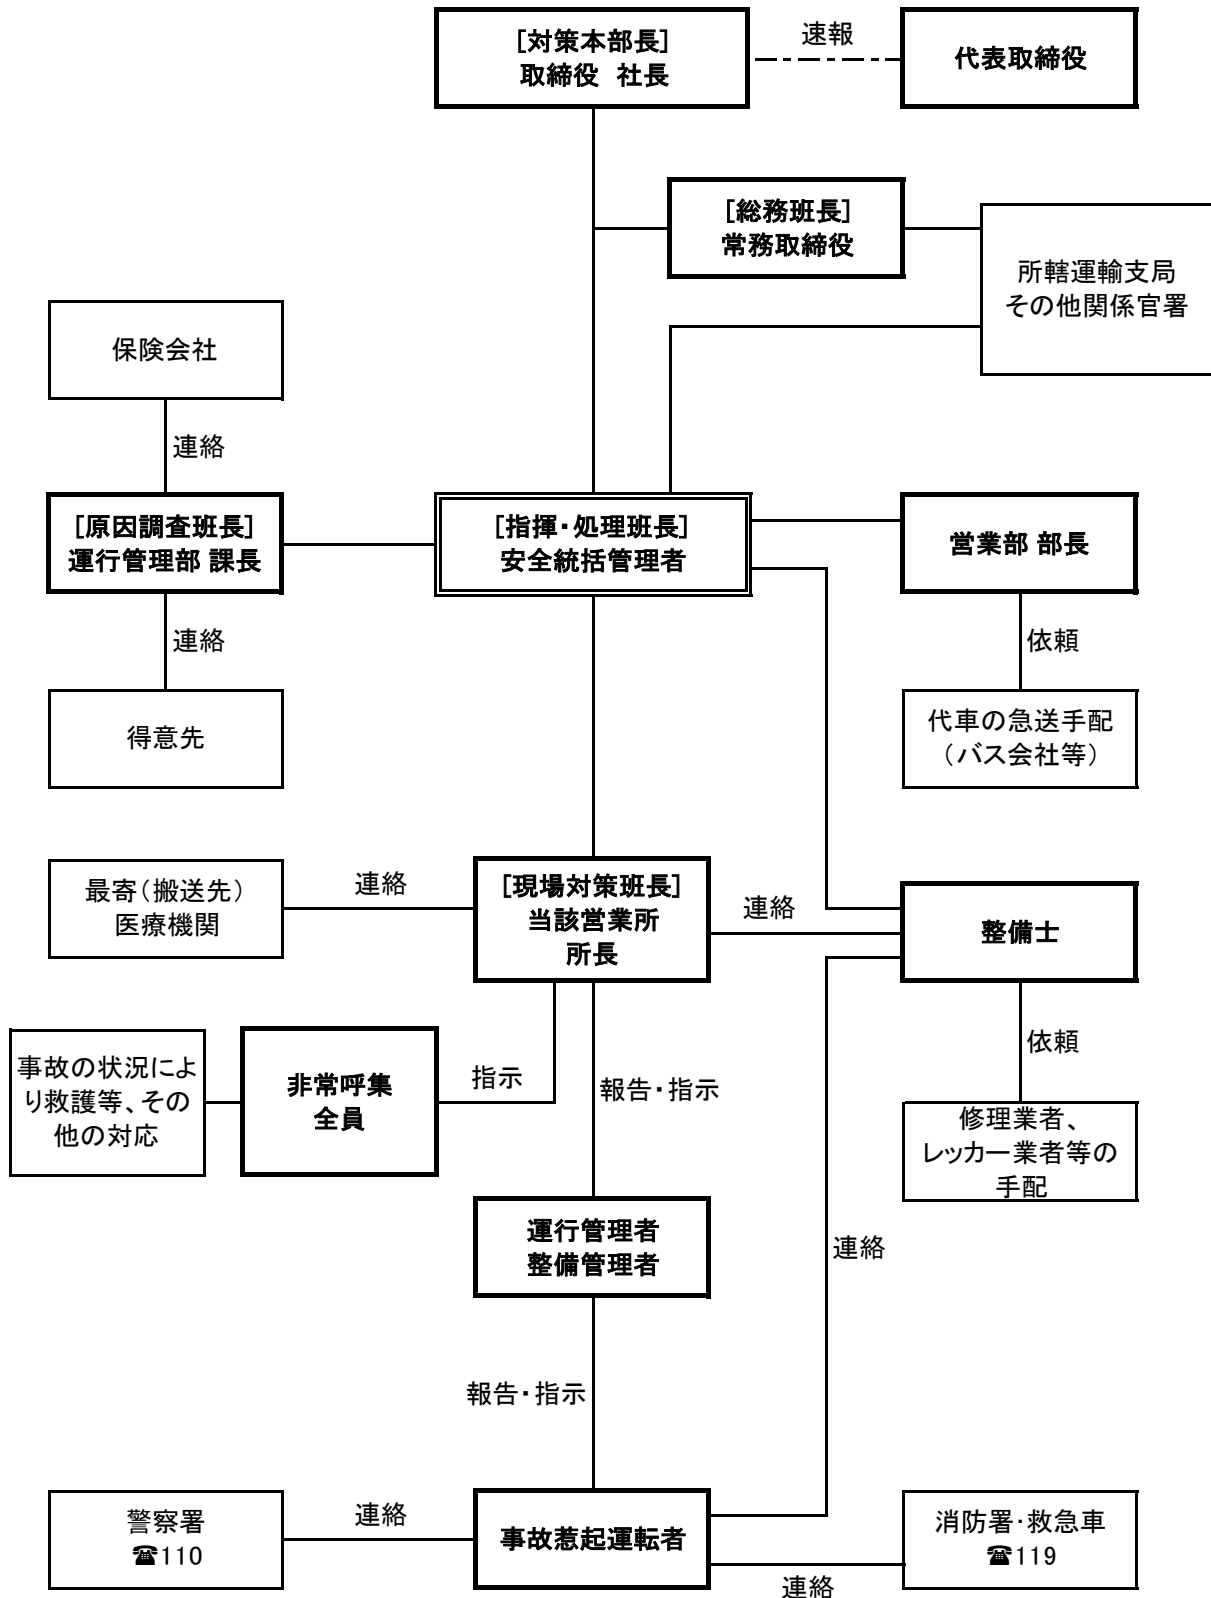 [対策本部長]
取締役 社長
速報
代表取締役
[総務班長]
常務取締役
所轄運輸支局
その他関係官署
保険会社
連絡
[原因調査班長]
運行管理部 課長
[指揮・処理班長]
安全統括管理者
営業部 部長
連絡
依頼
得意先
代車の急送手配
(バス会社等)
最寄(搬送先)
医療機関
連絡
[現場対策班長]
当該営業所
所長
連絡
整備士
事故の状況によ
り救護等、その
他の対応
非常呼集
全員
指示
報告・指示
依頼
修理業者、
レッカー業者等の
手配
運行管理者
整備管理者
連絡
報告・指示
警察署
☎110
連絡
事故惹起運転者
連絡
消防署・救急車
☎119